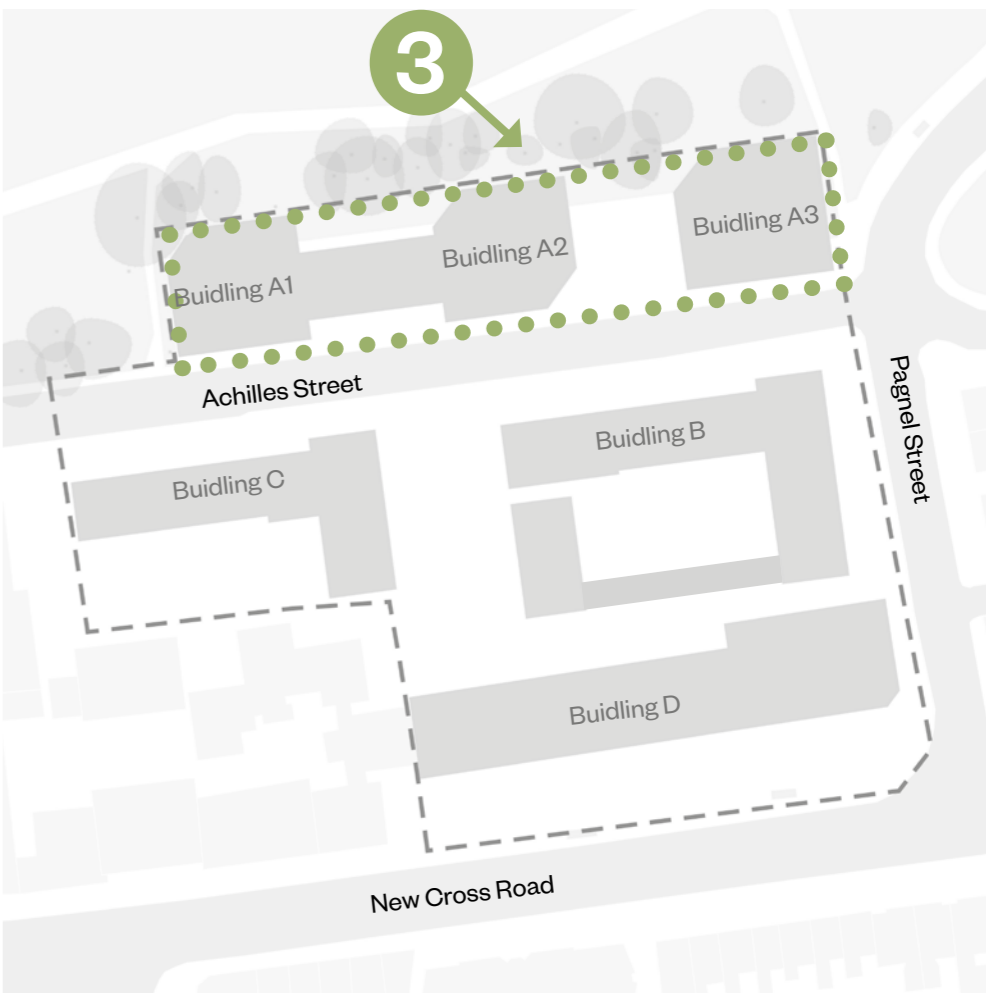 3
Buidling A3
Buidling A2
Buidling A1
Achilles Street
Pagnel Street
Buidling B
Buidling C
Buidling D
New Cross Road